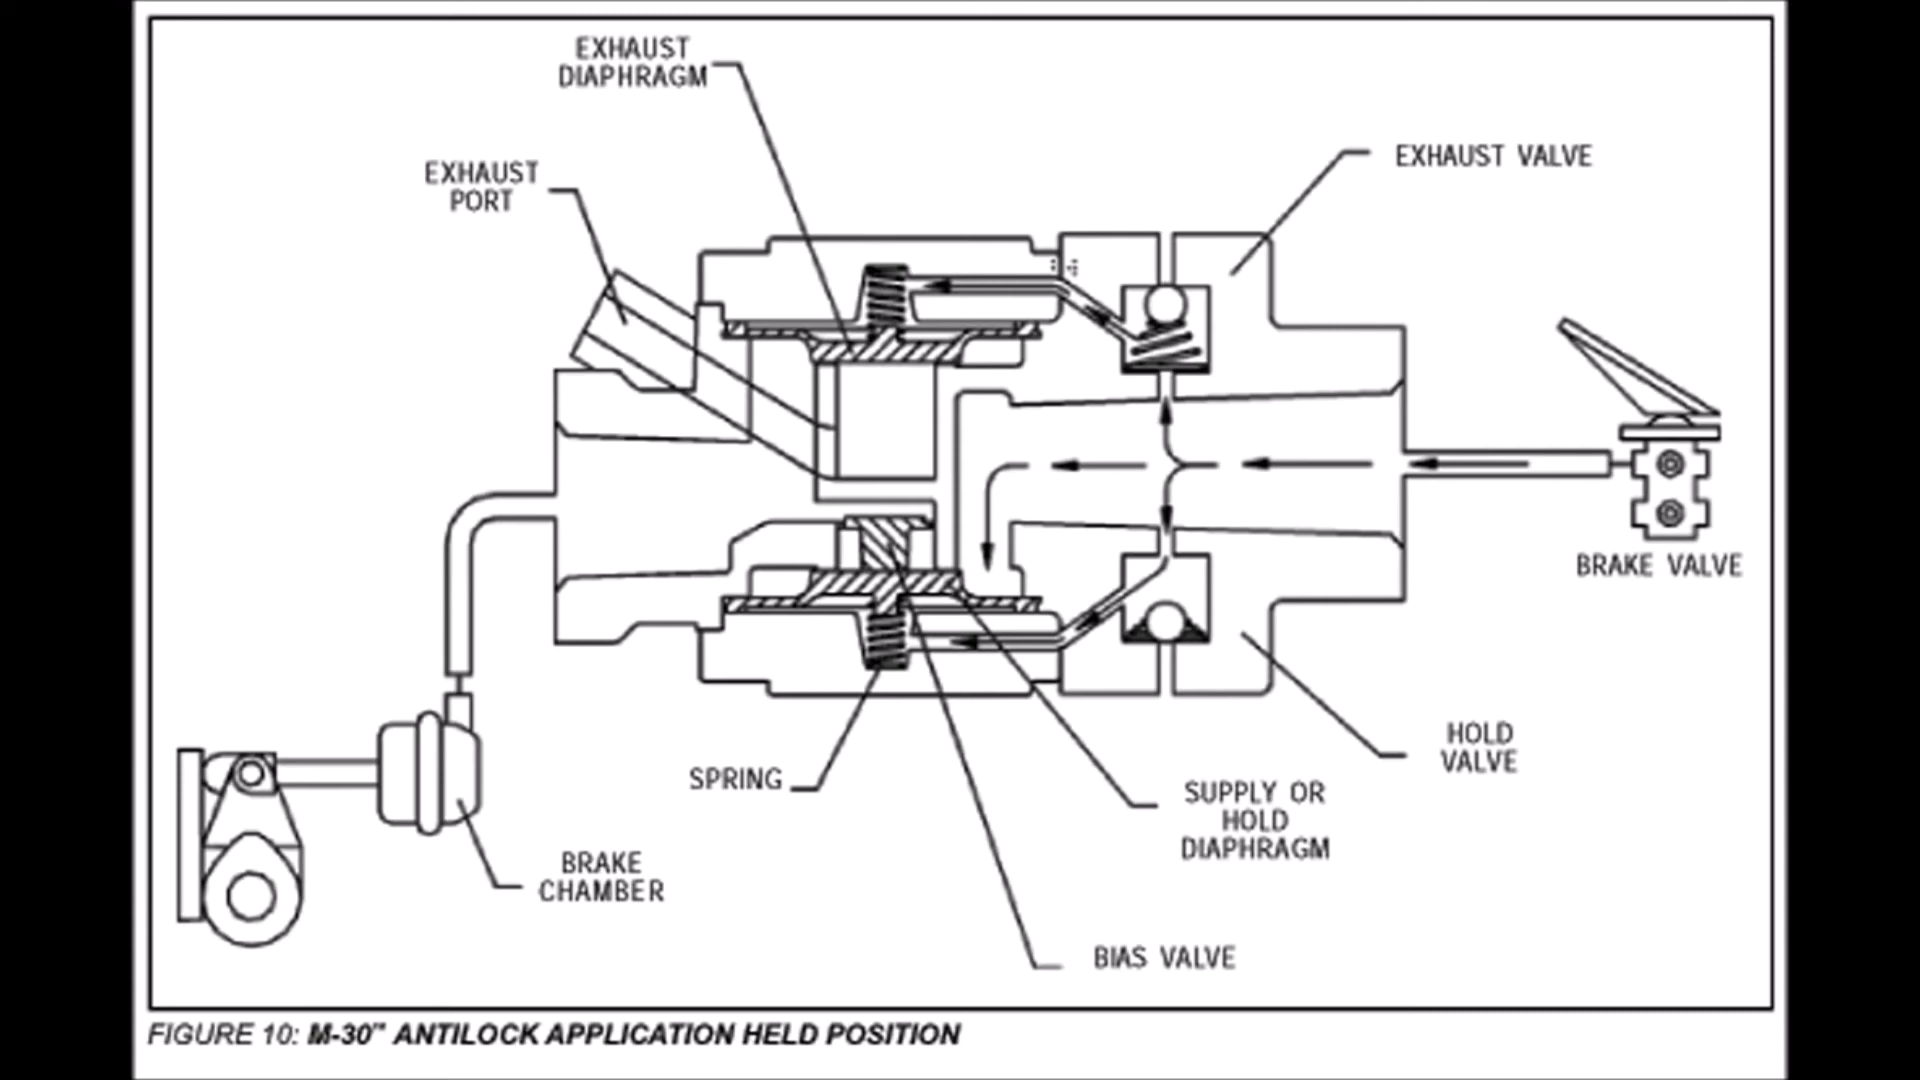 EXHAUST
DIAPHRAGM
EXHAUST VALVE
EXHAUST
PORT
BRAKE VALVE
HOLD
VALVE
SPRING
SUPPLY OR
HOLD
DIAPHRAGM
BRAKE
CHAMBER
BIAS VALVE
FIGURE 10: M-30™ ANTILOCK APPLICATION HELD POSITION